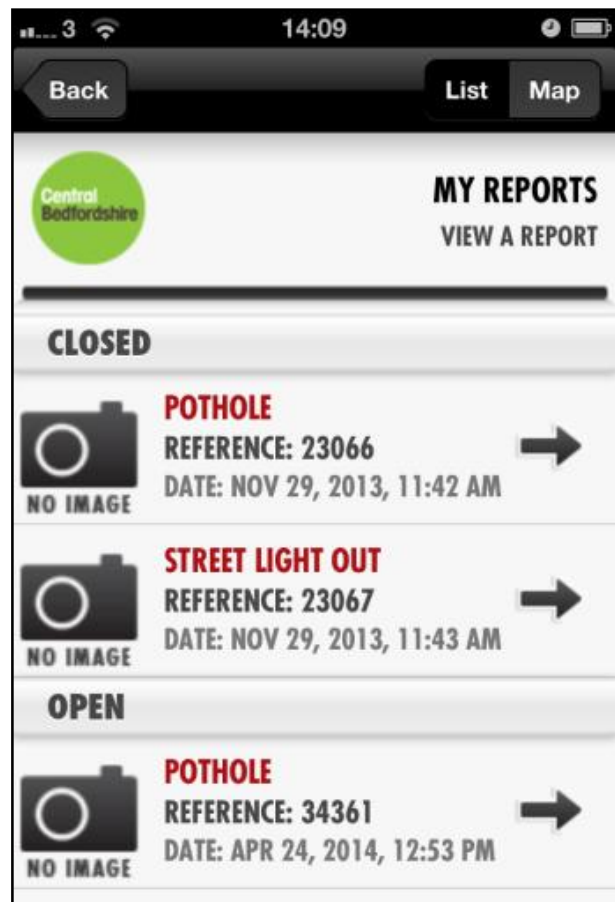 3 14:09
Back List Map
Central
Bedfordshire
MY REPORTS
VIEW A REPORT
CLOSED
POTHOLE
REFERENCE: 23066
DATE: NOV 29, 2013, 11:42 AM
NO IMAGE
STREET LIGHT OUT
REFERENCE: 23067
DATE: NOV 29, 2013, 11:43 AM
NO IMAGE
OPEN
POTHOLE
REFERENCE: 34361
DATE: APR 24, 2014, 12:53 PM
NO IMAGE